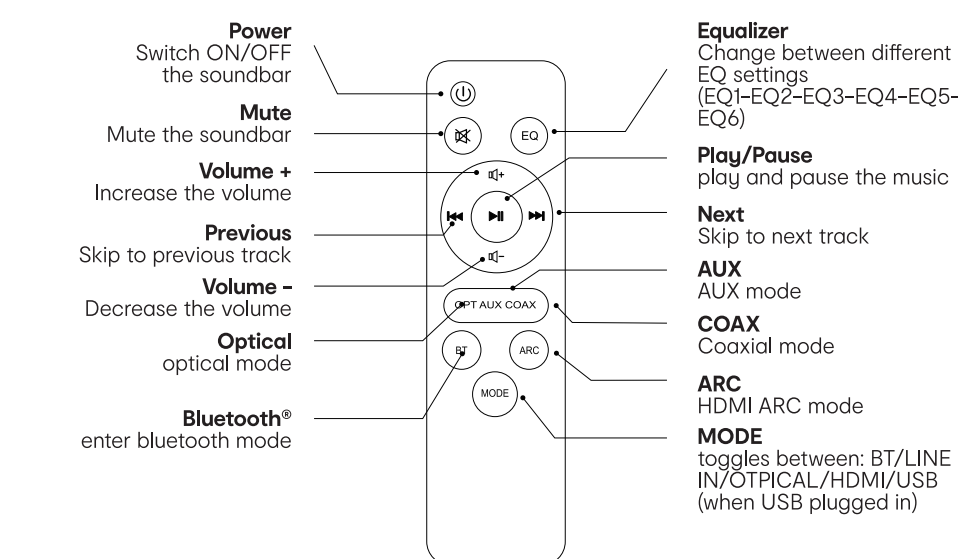 Power
Switch ON/OFF
the soundbar
Mute
Mute the soundbar
Volume +
Increase the volume
Previous
Skip to previous track
Volume -
Decrease the volume
Optical
optical mode
Bluetooth®
enter bluetooth mode
EQ
+
-
OPT AUX COAX
BT
ARC
MODE
Equalizer
Change between different
EQ settings
(EQ1-EQ2-EQ3-EQ4-EQ5-
EQ6)
Play/Pause
play and pause the music
Next
Skip to next track
AUX
AUX mode
COAX
Coaxial mode
ARC
HDMI ARC mode
MODE
toggles between: BT/LINE
IN/OTPICAL/HDMI/USB
(when USB plugged in)